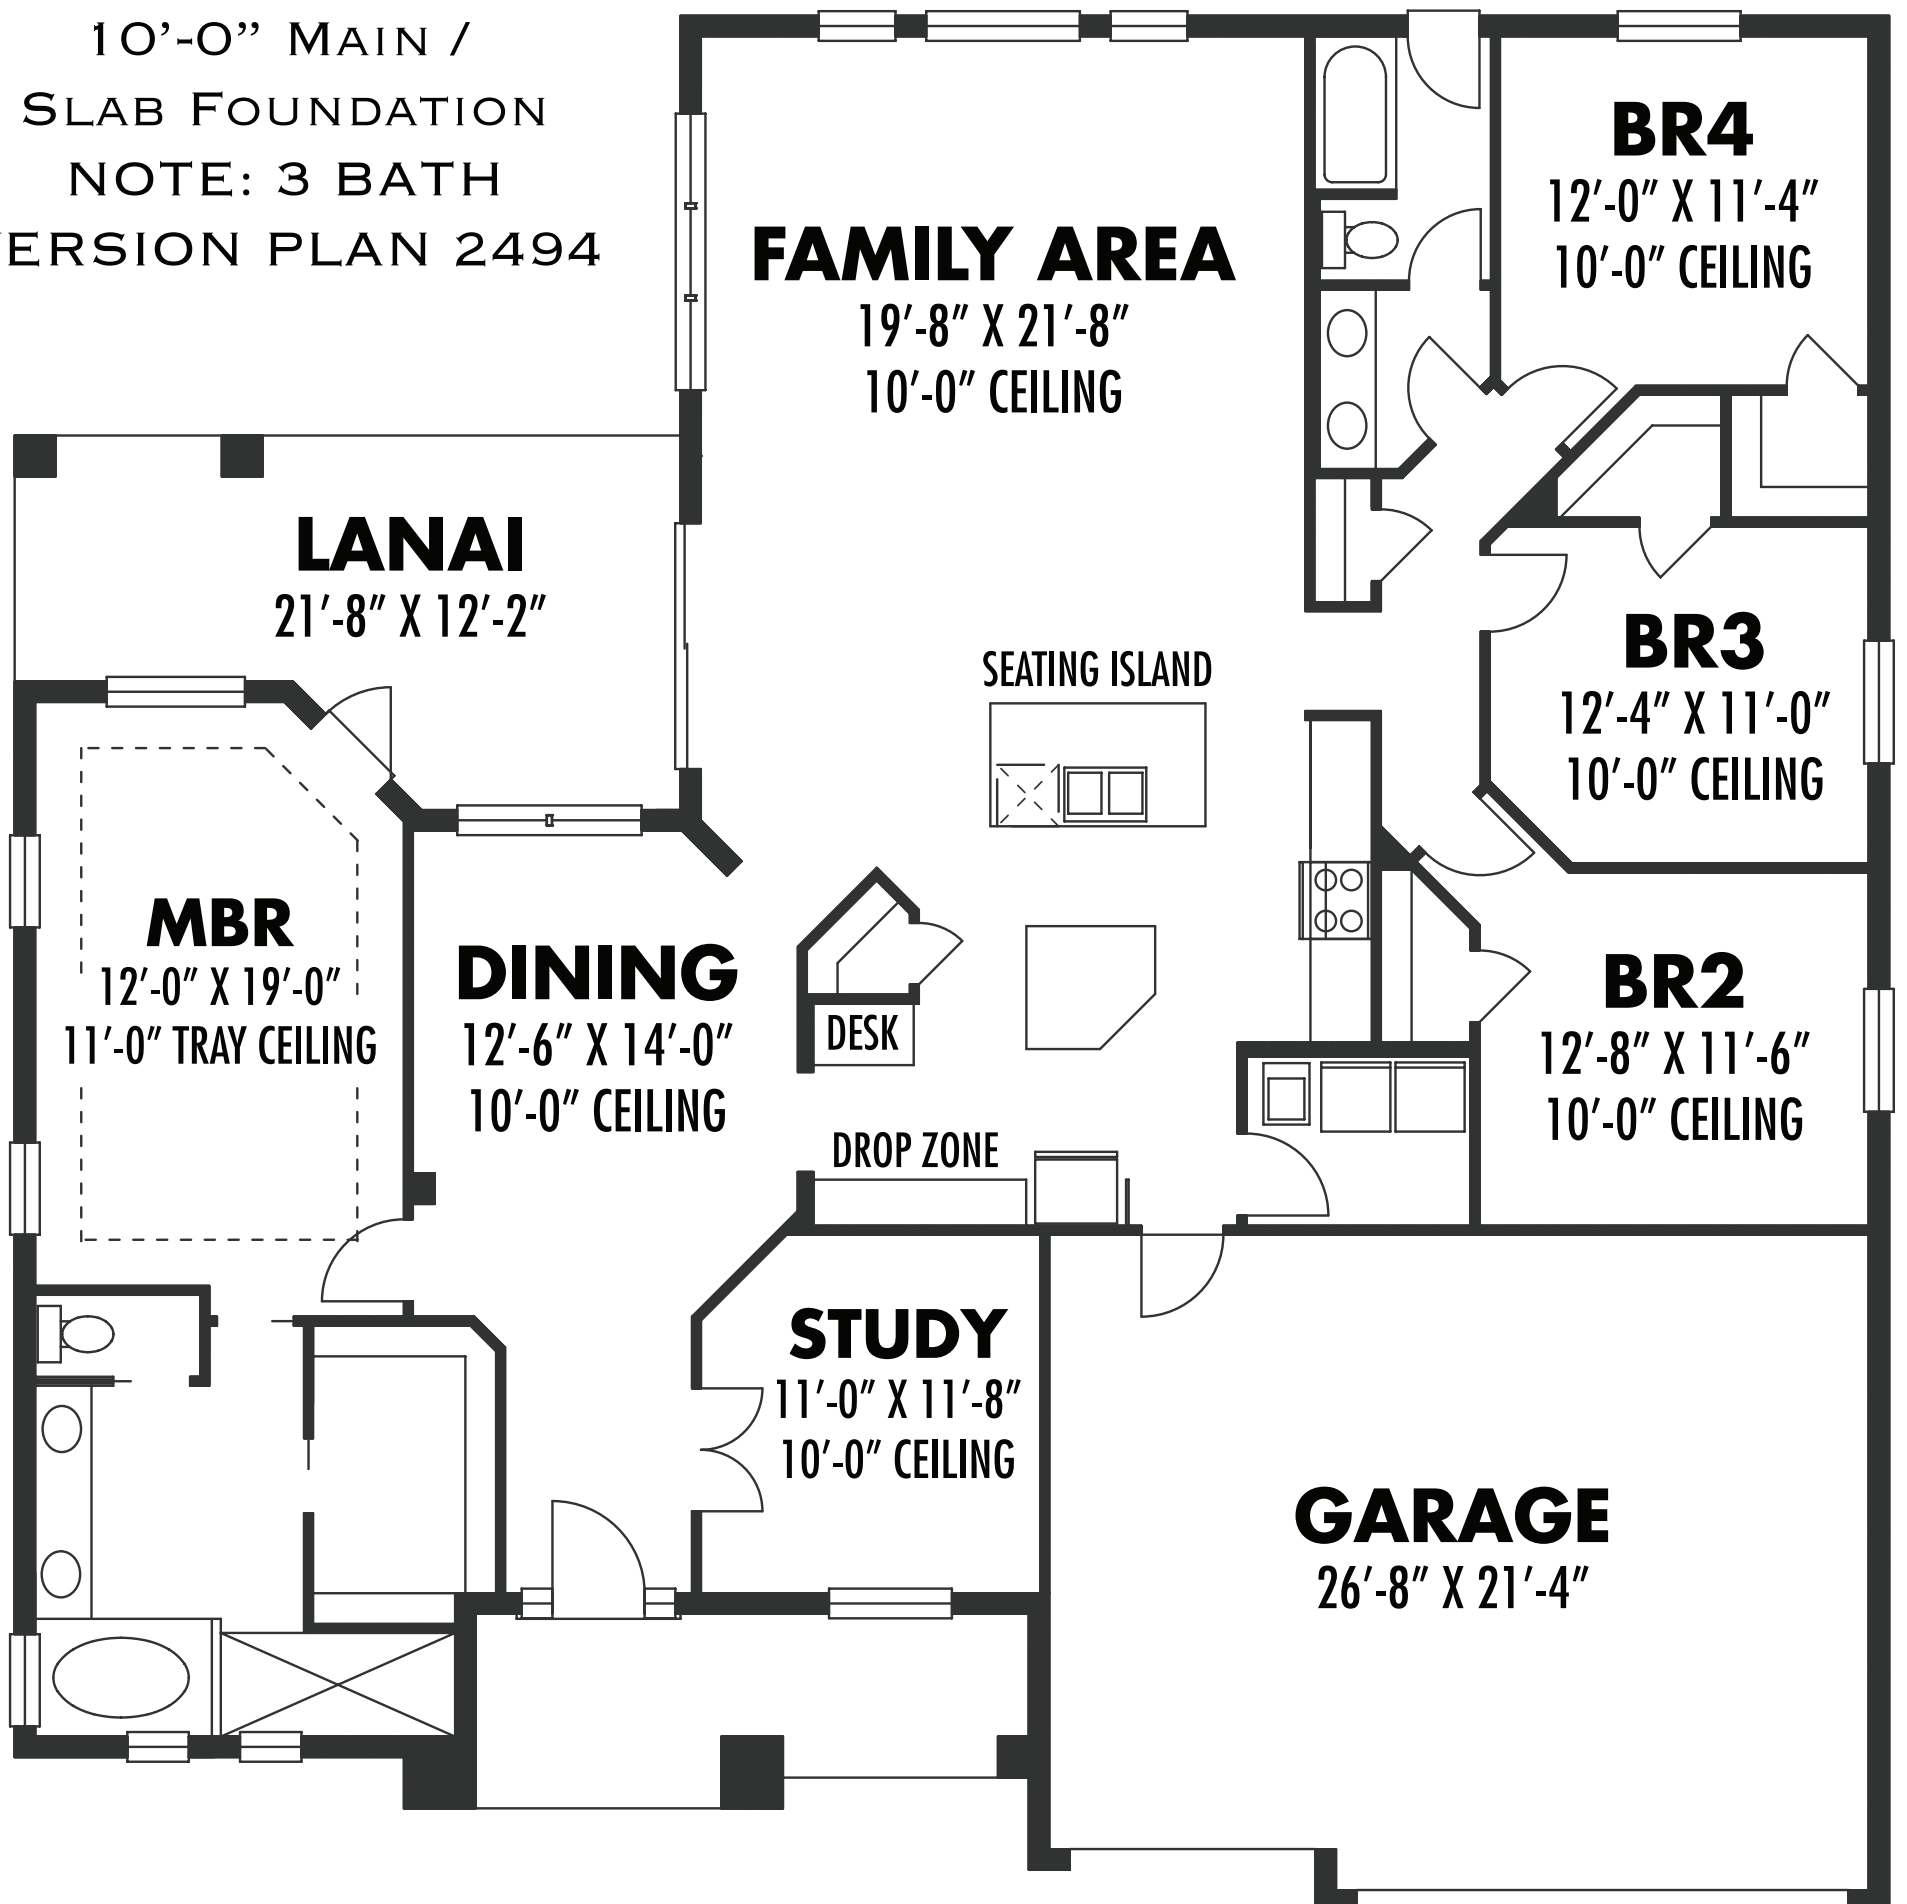 10'-0" MAIN /
SLAB FOUNDATION
NOTE: 3 BATH
PLAN 2494
BR4
12'-0" X 11'-4"
10'-0" CEILING
FAMILY AREA
19'-8" X 21'-8"
10'-0" CEILING
LANAI
21'-8" X 12'-2"
SEATING ISLAND
BR3
12'-4" X 11'-0"
10'-0" CEILING
MBR
12'-0" X 19'-0"
11'-0" TRAY CEILING
DINING
12'-6" X 14'-0"
10'-0" CEILING
DESK
BR2
12'-8" X 11'-6"
10'-0" CEILING
DROP ZONE
STUDY
11'-0" X 11'-8"
10'-0" CEILING
GARAGE
26'-8" X 21'-4"